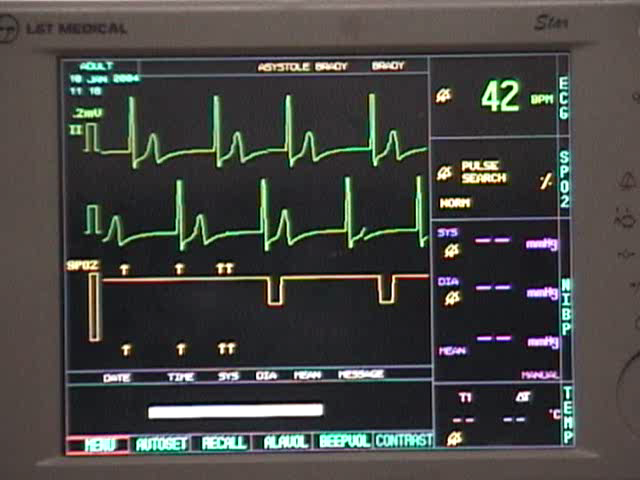 L&T MEDICAL
Star
ADULT
ASYSTOLE BRADY
BRADY
10 JAN 2004
11 10
.2mV
II
42 BPM
ECG
PULSE
SEARCH
%
NORM
SPO2
SPO2
SYS
-- mmHg
DIA
-- mmHg
MEAN
-- mmHg
MANUAL
NIBP
DATE TIME SYS DIA MEAN MESSAGE
T1 ΔT
-- -- °C
TEMP
MENU AUTOSET RECALL ALAVOL BEEPVOL CONTRAST